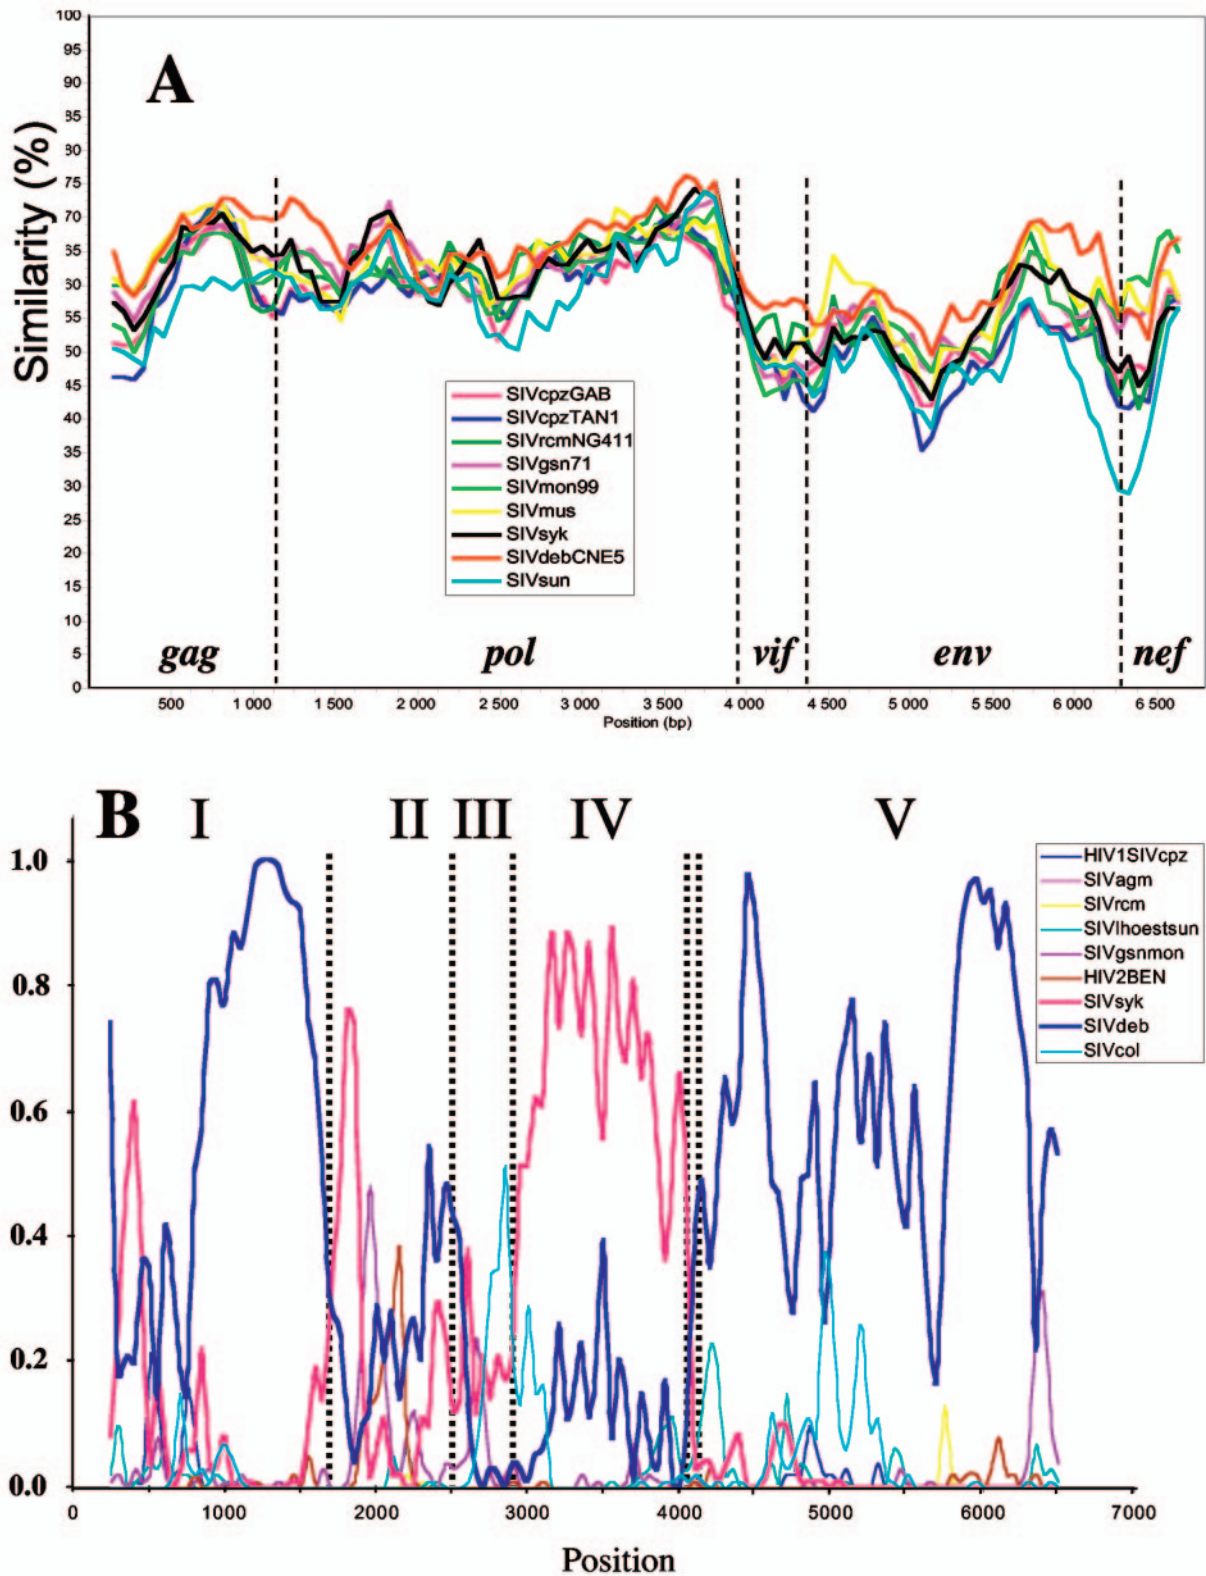 100
95
90
85
80
75
70
65
60
55
50
45
40
35
30
25
20
15
10
5
0
Similarity (%)
A
SIVcpzGAB
SIVcpzTAN1
SIVrcmNG411
SIVgsn71
SIVmon99
SIVmus
SIVsyk
SIVdebCNE5
SIVsun
gag pol vif env nef
500 1 000 1 500 2 000 2 500 3 000 3 500 4 000 4 500 5 000 5 500 6 000 6 500
Position (bp)
B I II III IV V
1.0
0.8
0.6
0.4
0.2
0.0
HIV1SIVcpz
SIVagm
SIVrcm
SIVlhoestsun
SIVgsnmon
HIV2BEN
SIVsyk
SIVdeb
SIVcol
0 1000 2000 3000 4000 5000 6000 7000
Position